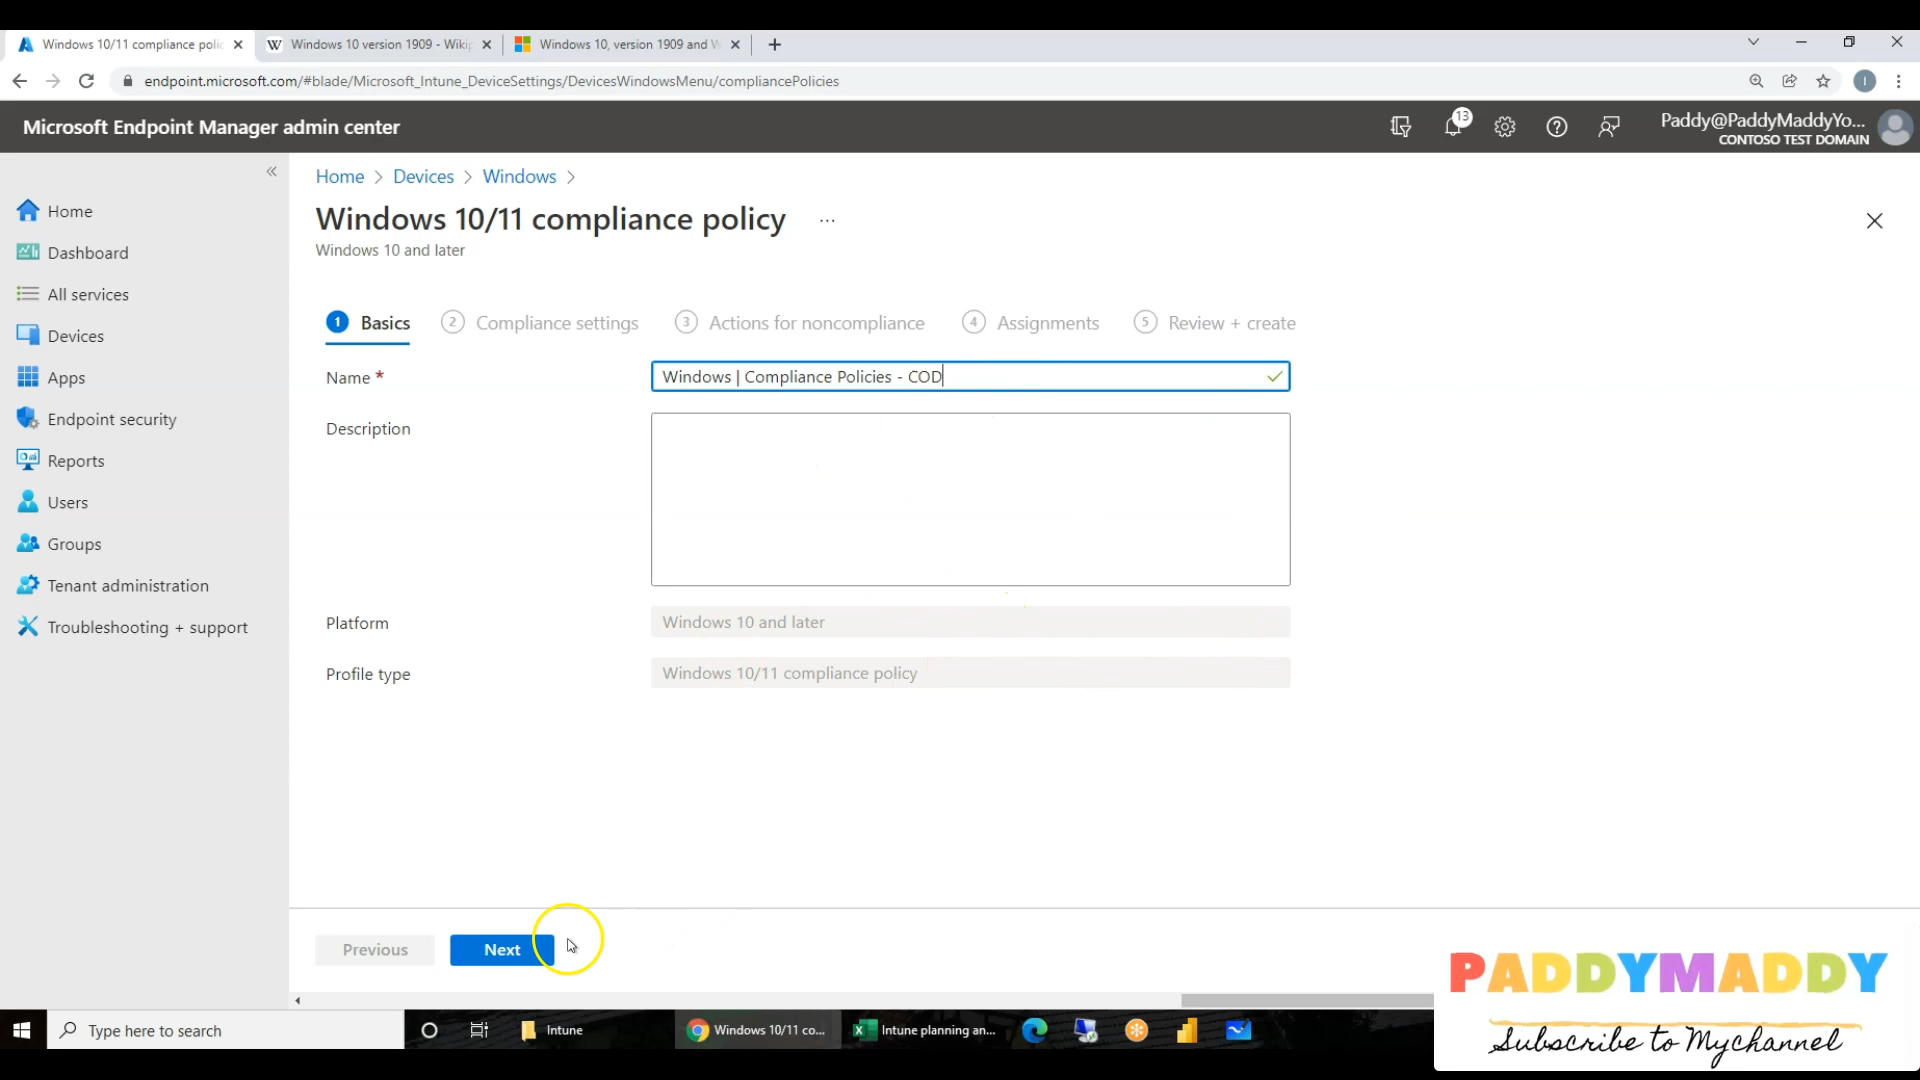 Windows 10/11 compliance polic
Windows 10 version 1909 - Wikip
Windows 10, version 1909 and W
endpoint.microsoft.com/#blade/Microsoft_Intune_DeviceSettings/DevicesWindowsMenu/compliancePolicies
I
Microsoft Endpoint Manager admin center
13
Paddy@PaddyMaddyYo...
CONTOSO TEST DOMAIN
Home > Devices > Windows >
Windows 10/11 compliance policy ...
Windows 10 and later
Home
Dashboard
All services
Devices
Apps
Endpoint security
Reports
Users
Groups
Tenant administration
Troubleshooting + support
1 Basics 2 Compliance settings 3 Actions for noncompliance 4 Assignments 5 Review + create
Name * Windows | Compliance Policies - COD
Description
Platform Windows 10 and later
Profile type Windows 10/11 compliance policy
Previous Next
PADDYMADDY
Subscribe to Mychannel
Type here to search
Intune
Windows 10/11 co...
Intune planning an...